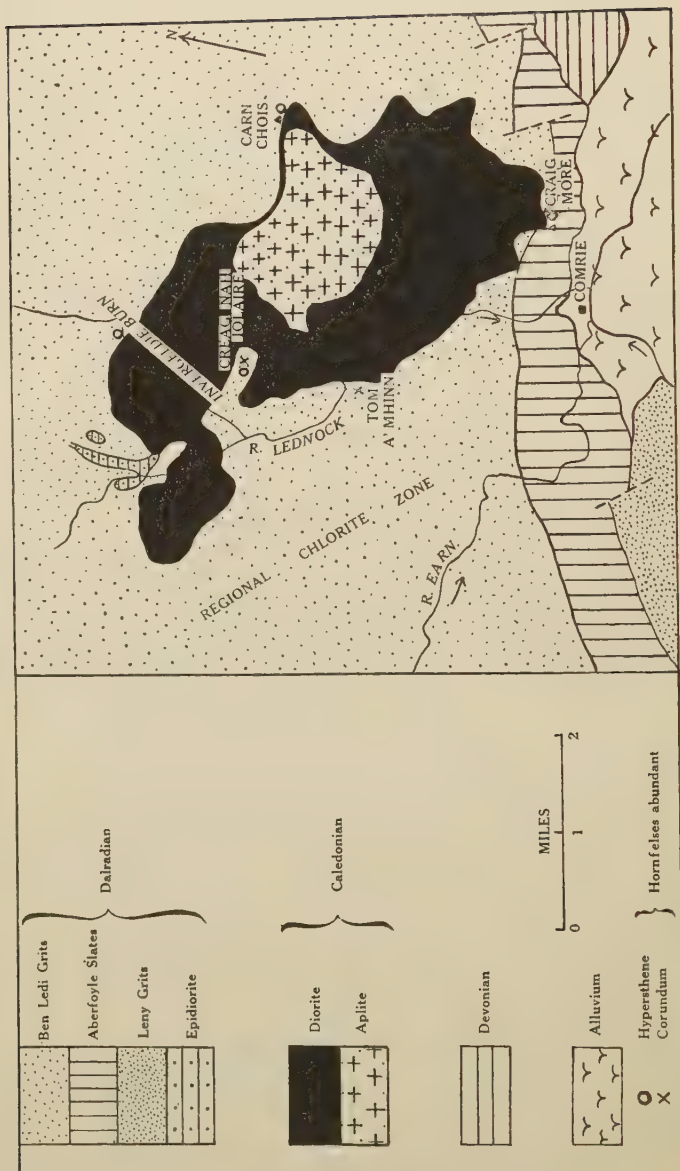 N
CARN
CHOIS
INVERGELDIE BURN
CREAG NAH
IOLAIRE
R. LEDNOCK
TOM
A' MHINN
CRAIG
MORE
COMRIE
REGIONAL CHLORITE ZONE
R. EARN.
Ben Ledi Grits
Aberfoyle Slates
Leny Grits
Epidiorite
Dalradian
Diorite
Aplite
Caledonian
Devonian
MILES
0 1 2
Alluvium
O Hypersthene
X Corundum
Hornfelses abundant